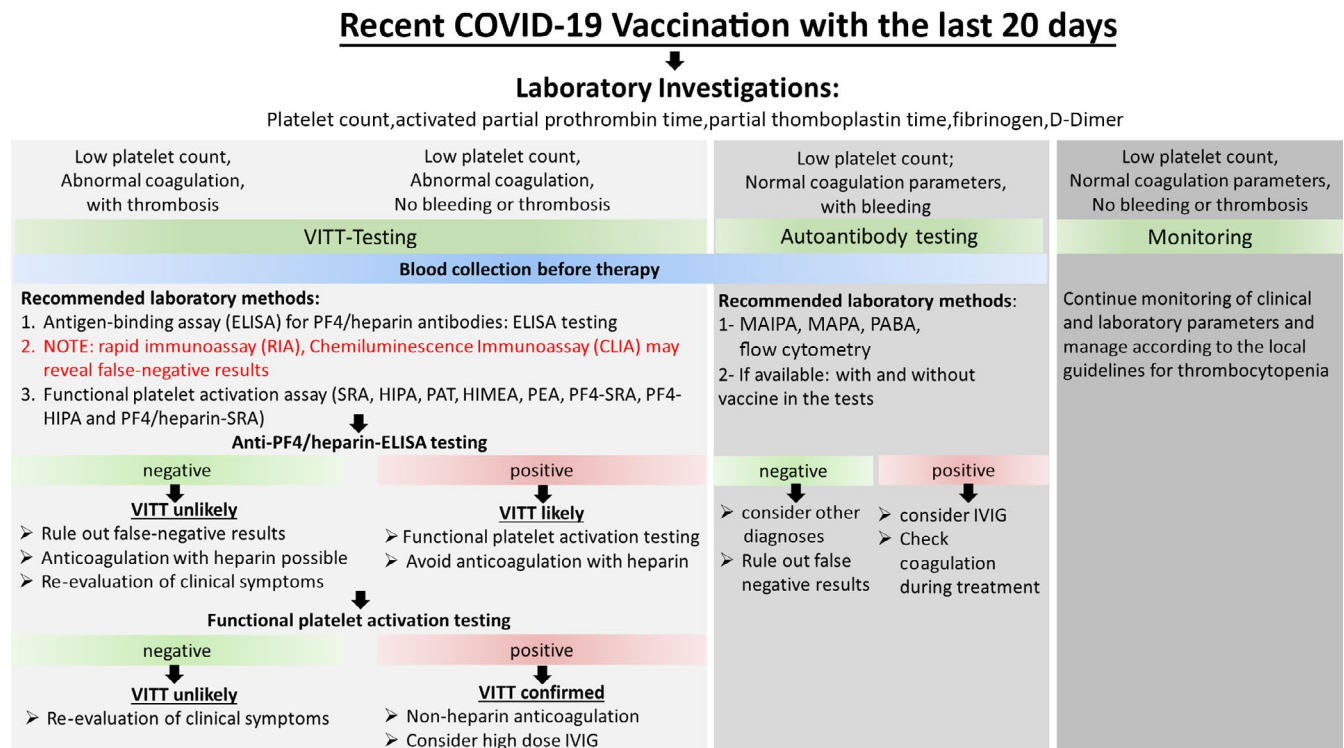 Recent COVID-19 Vaccination with the last 20 days
Laboratory Investigations:
Platelet count,activated partial prothrombin time,partial thomboplastin time,fibrinogen,D-Dimer
Low platelet count,
Abnormal coagulation,
with thrombosis
Low platelet count,
Abnormal coagulation,
No bleeding or thrombosis
VITT-Testing
Low platelet count;
Normal coagulation parameters,
with bleeding
Autoantibody testing
Low platelet count,
Normal coagulation parameters,
No bleeding or thrombosis
Monitoring
Blood collection before therapy
Recommended laboratory methods:
1. Antigen-binding assay (ELISA) for PF4/heparin antibodies: ELISA testing
2. NOTE: rapid immunoassay (RIA), Chemiluminescence Immunoassay (CLIA) may
reveal false-negative results
3. Functional platelet activation assay (SRA, HIPA, PAT, HIMEA, PEA, PF4-SRA, PF4-
HIPA and PF4/heparin-SRA)
Anti-PF4/heparin-ELISA testing
negative
VITT unlikely
➢ Rule out false-negative results
➢ Anticoagulation with heparin possible
➢ Re-evaluation of clinical symptoms
positive
VITT likely
➢ Functional platelet activation testing
➢ Avoid anticoagulation with heparin
Functional platelet activation testing
negative
VITT unlikely
➢ Re-evaluation of clinical symptoms
positive
VITT confirmed
➢ Non-heparin anticoagulation
➢ Consider high dose IVIG
Recommended laboratory methods:
1- MAIPA, MAPA, PABA,
flow cytometry
2- If available: with and without
vaccine in the tests
negative
➢ consider other
diagnoses
➢ Rule out false
negative results
positive
➢ consider IVIG
➢ Check
coagulation
during treatment
Continue monitoring of clinical
and laboratory parameters and
manage according to the local
guidelines for thrombocytopenia